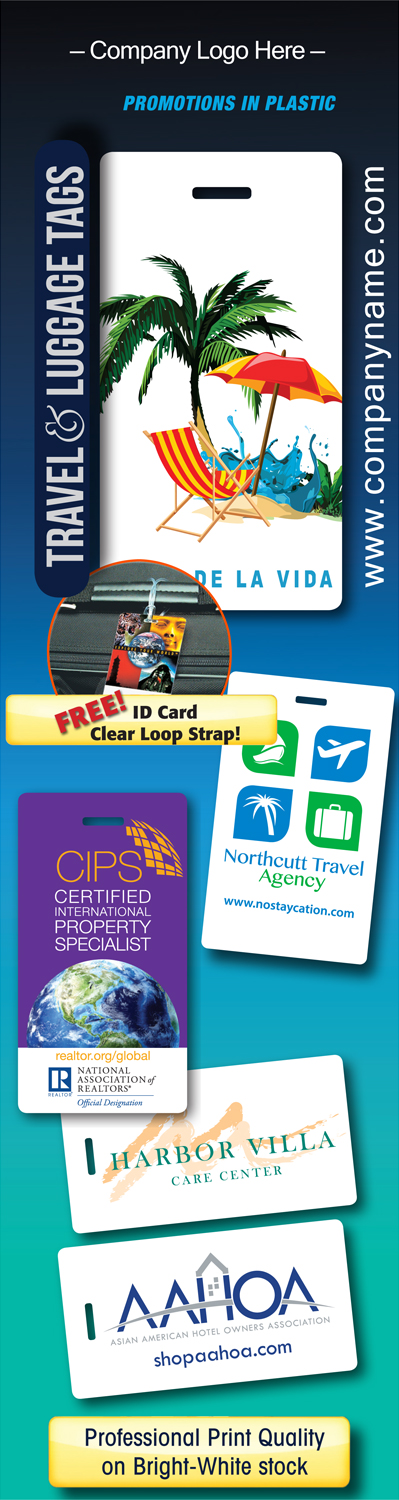 – Company Logo Here –
PROMOTIONS IN PLASTIC
TRAVEL & LUGGAGE TAGS
www.companyname.com
DE LA VIDA
FREE! ID Card
Clear Loop Strap!
Northcutt Travel
Agency
www.nostaycation.com
CIPS
CERTIFIED
INTERNATIONAL
PROPERTY
SPECIALIST
realtor.org/global
R
REALTOR®
NATIONAL
ASSOCIATION of
REALTORS®
Official Designation
HARBOR VILLA
CARE CENTER
AAHOA
ASIAN AMERICAN HOTEL OWNERS ASSOCIATION
shopaahoa.com
Professional Print Quality
on Bright-White stock